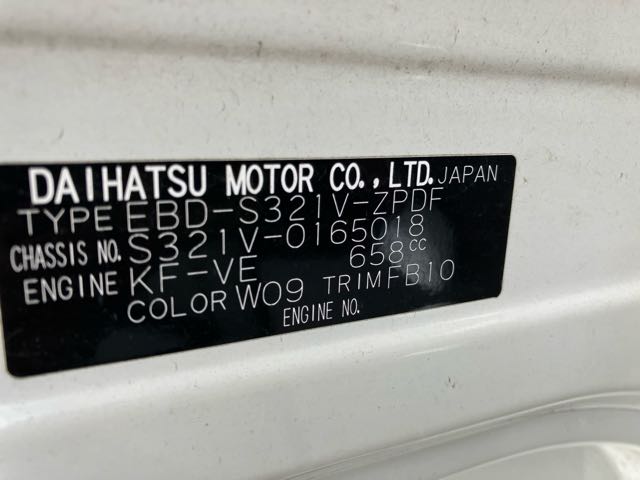 DAIHATSU MOTOR CO.,LTD. JAPAN
TYPE EBD-S321V-ZPDF
CHASSIS NO. S321V-0165018
ENGINE KF-VE 658cc
COLOR W09 TRIM FB10
ENGINE NO.